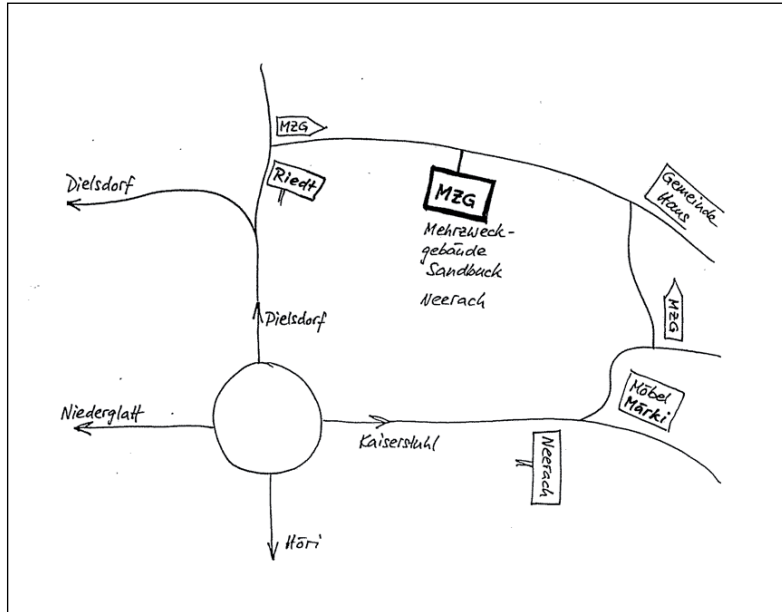 MZG
Riedt
Dielsdorf
MZG
Mehrzweck-
gebäude
Sandbuck
Neerach
Gemeinde
Haus
MZG
Dielsdorf
Niederglatt
Kaiserstuhl
Möbel
Märki
Neerach
Höri